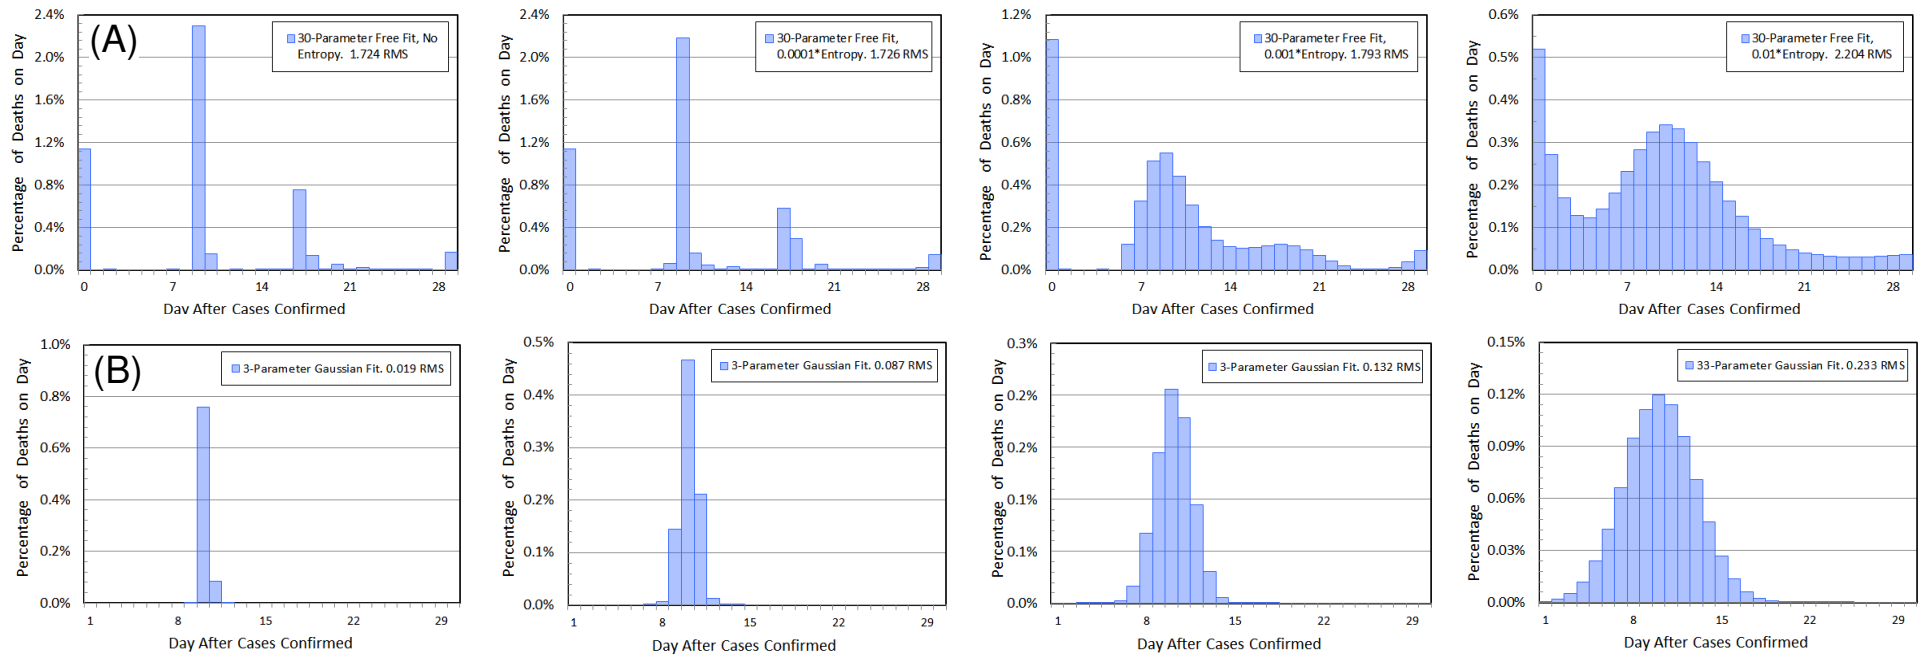 (A)
Percentage of Deaths on Day
2.4%
2.0%
1.6%
1.2%
0.8%
0.4%
0.0%
30-Parameter Free Fit, No
Entropy. 1.724 RMS
0 7 14 21 28
Day After Cases Confirmed
Percentage of Deaths on Day
2.4%
2.0%
1.6%
1.2%
0.8%
0.4%
0.0%
30-Parameter Free Fit,
0.0001*Entropy. 1.726 RMS
0 7 14 21 28
Day After Cases Confirmed
Percentage of Deaths on Day
1.2%
1.0%
0.8%
0.6%
0.4%
0.2%
0.0%
30-Parameter Free Fit,
0.001*Entropy. 1.793 RMS
0 7 14 21 28
Day After Cases Confirmed
Percentage of Deaths on Day
0.6%
0.5%
0.4%
0.3%
0.2%
0.1%
0.0%
30-Parameter Free Fit,
0.01*Entropy. 2.204 RMS
0 7 14 21 28
Day After Cases Confirmed
(B)
Percentage of Deaths on Day
1.0%
0.8%
0.6%
0.4%
0.2%
0.0%
3-Parameter Gaussian Fit. 0.019 RMS
1 8 15 22 29
Day After Cases Confirmed
Percentage of Deaths on Day
0.5%
0.4%
0.3%
0.2%
0.1%
0.0%
3-Parameter Gaussian Fit. 0.087 RMS
1 8 15 22 29
Day After Cases Confirmed
Percentage of Deaths on Day
0.3%
0.2%
0.2%
0.1%
0.1%
0.0%
3-Parameter Gaussian Fit. 0.132 RMS
1 8 15 22 29
Day After Cases Confirmed
Percentage of Deaths on Day
0.15%
0.12%
0.09%
0.06%
0.03%
0.00%
33-Parameter Gaussian Fit. 0.233 RMS
1 8 15 22 29
Day After Cases Confirmed